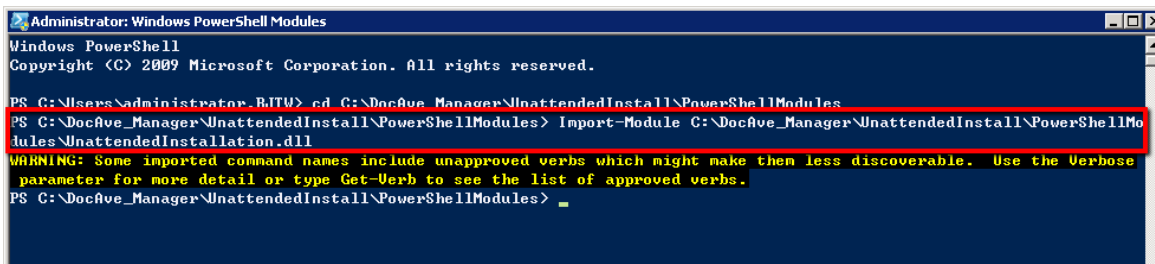 Administrator: Windows PowerShell Modules
Windows PowerShell
Copyright (C) 2009 Microsoft Corporation. All rights reserved.
PS C:\Users\administrator.BJTW> cd C:\DocAve_Manager\UnattendedInstall\PowerShellModules
PS C:\DocAve_Manager\UnattendedInstall\PowerShellModules> Import-Module C:\DocAve_Manager\UnattendedInstall\PowerShellMo
dules\UnattendedInstallation.dll
WARNING: Some imported command names include unapproved verbs which might make them less discoverable.  Use the Verbose
 parameter for more detail or type Get-Verb to see the list of approved verbs.
PS C:\DocAve_Manager\UnattendedInstall\PowerShellModules> _